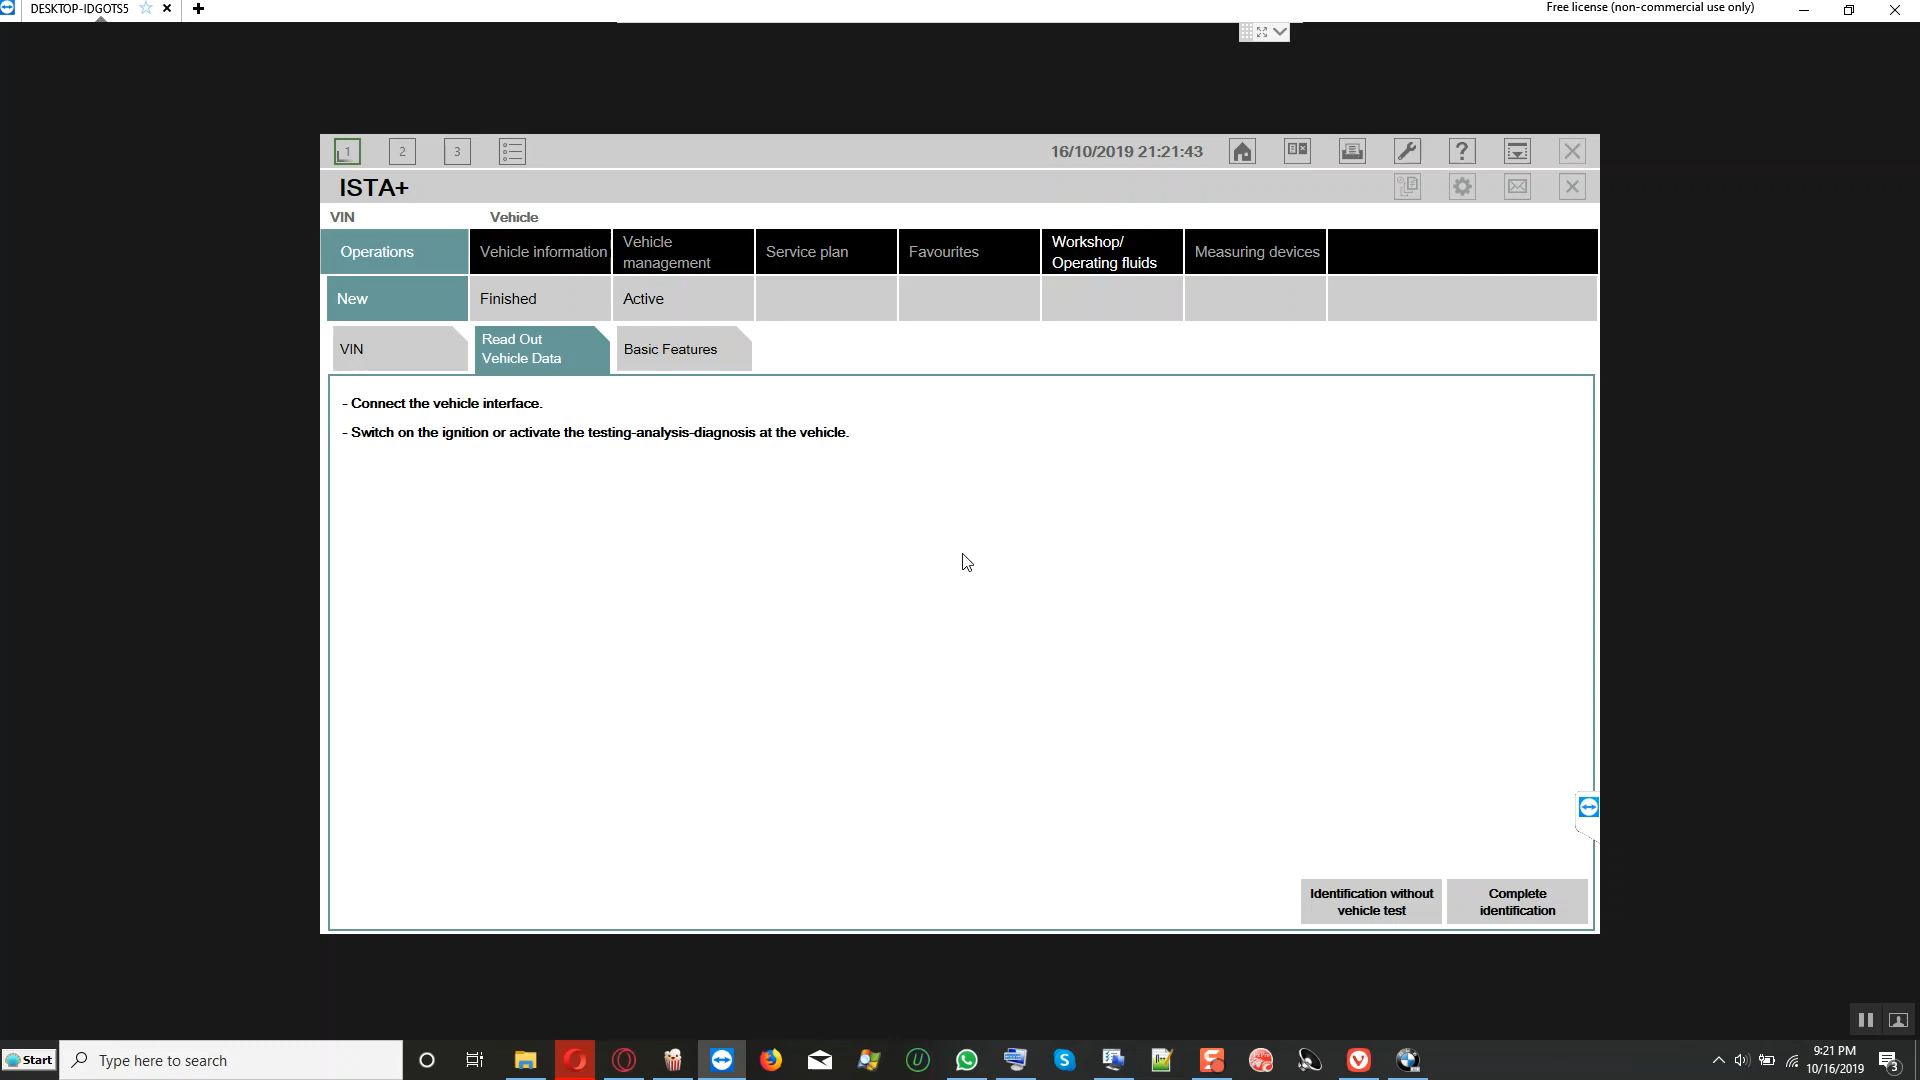 DESKTOP-IDGOTS5
Free license (non-commercial use only)
1 2 3
16/10/2019 21:21:43
?
ISTA+
VIN Vehicle
Operations
Vehicle information
Vehicle
management
Service plan
Favourites
Workshop/
Operating fluids
Measuring devices
New
Finished
Active
VIN
Read Out
Vehicle Data
Basic Features
- Connect the vehicle interface.
- Switch on the ignition or activate the testing-analysis-diagnosis at the vehicle.
Identification without
vehicle test
Complete
identification
Start
Type here to search
9:21 PM
10/16/2019
3